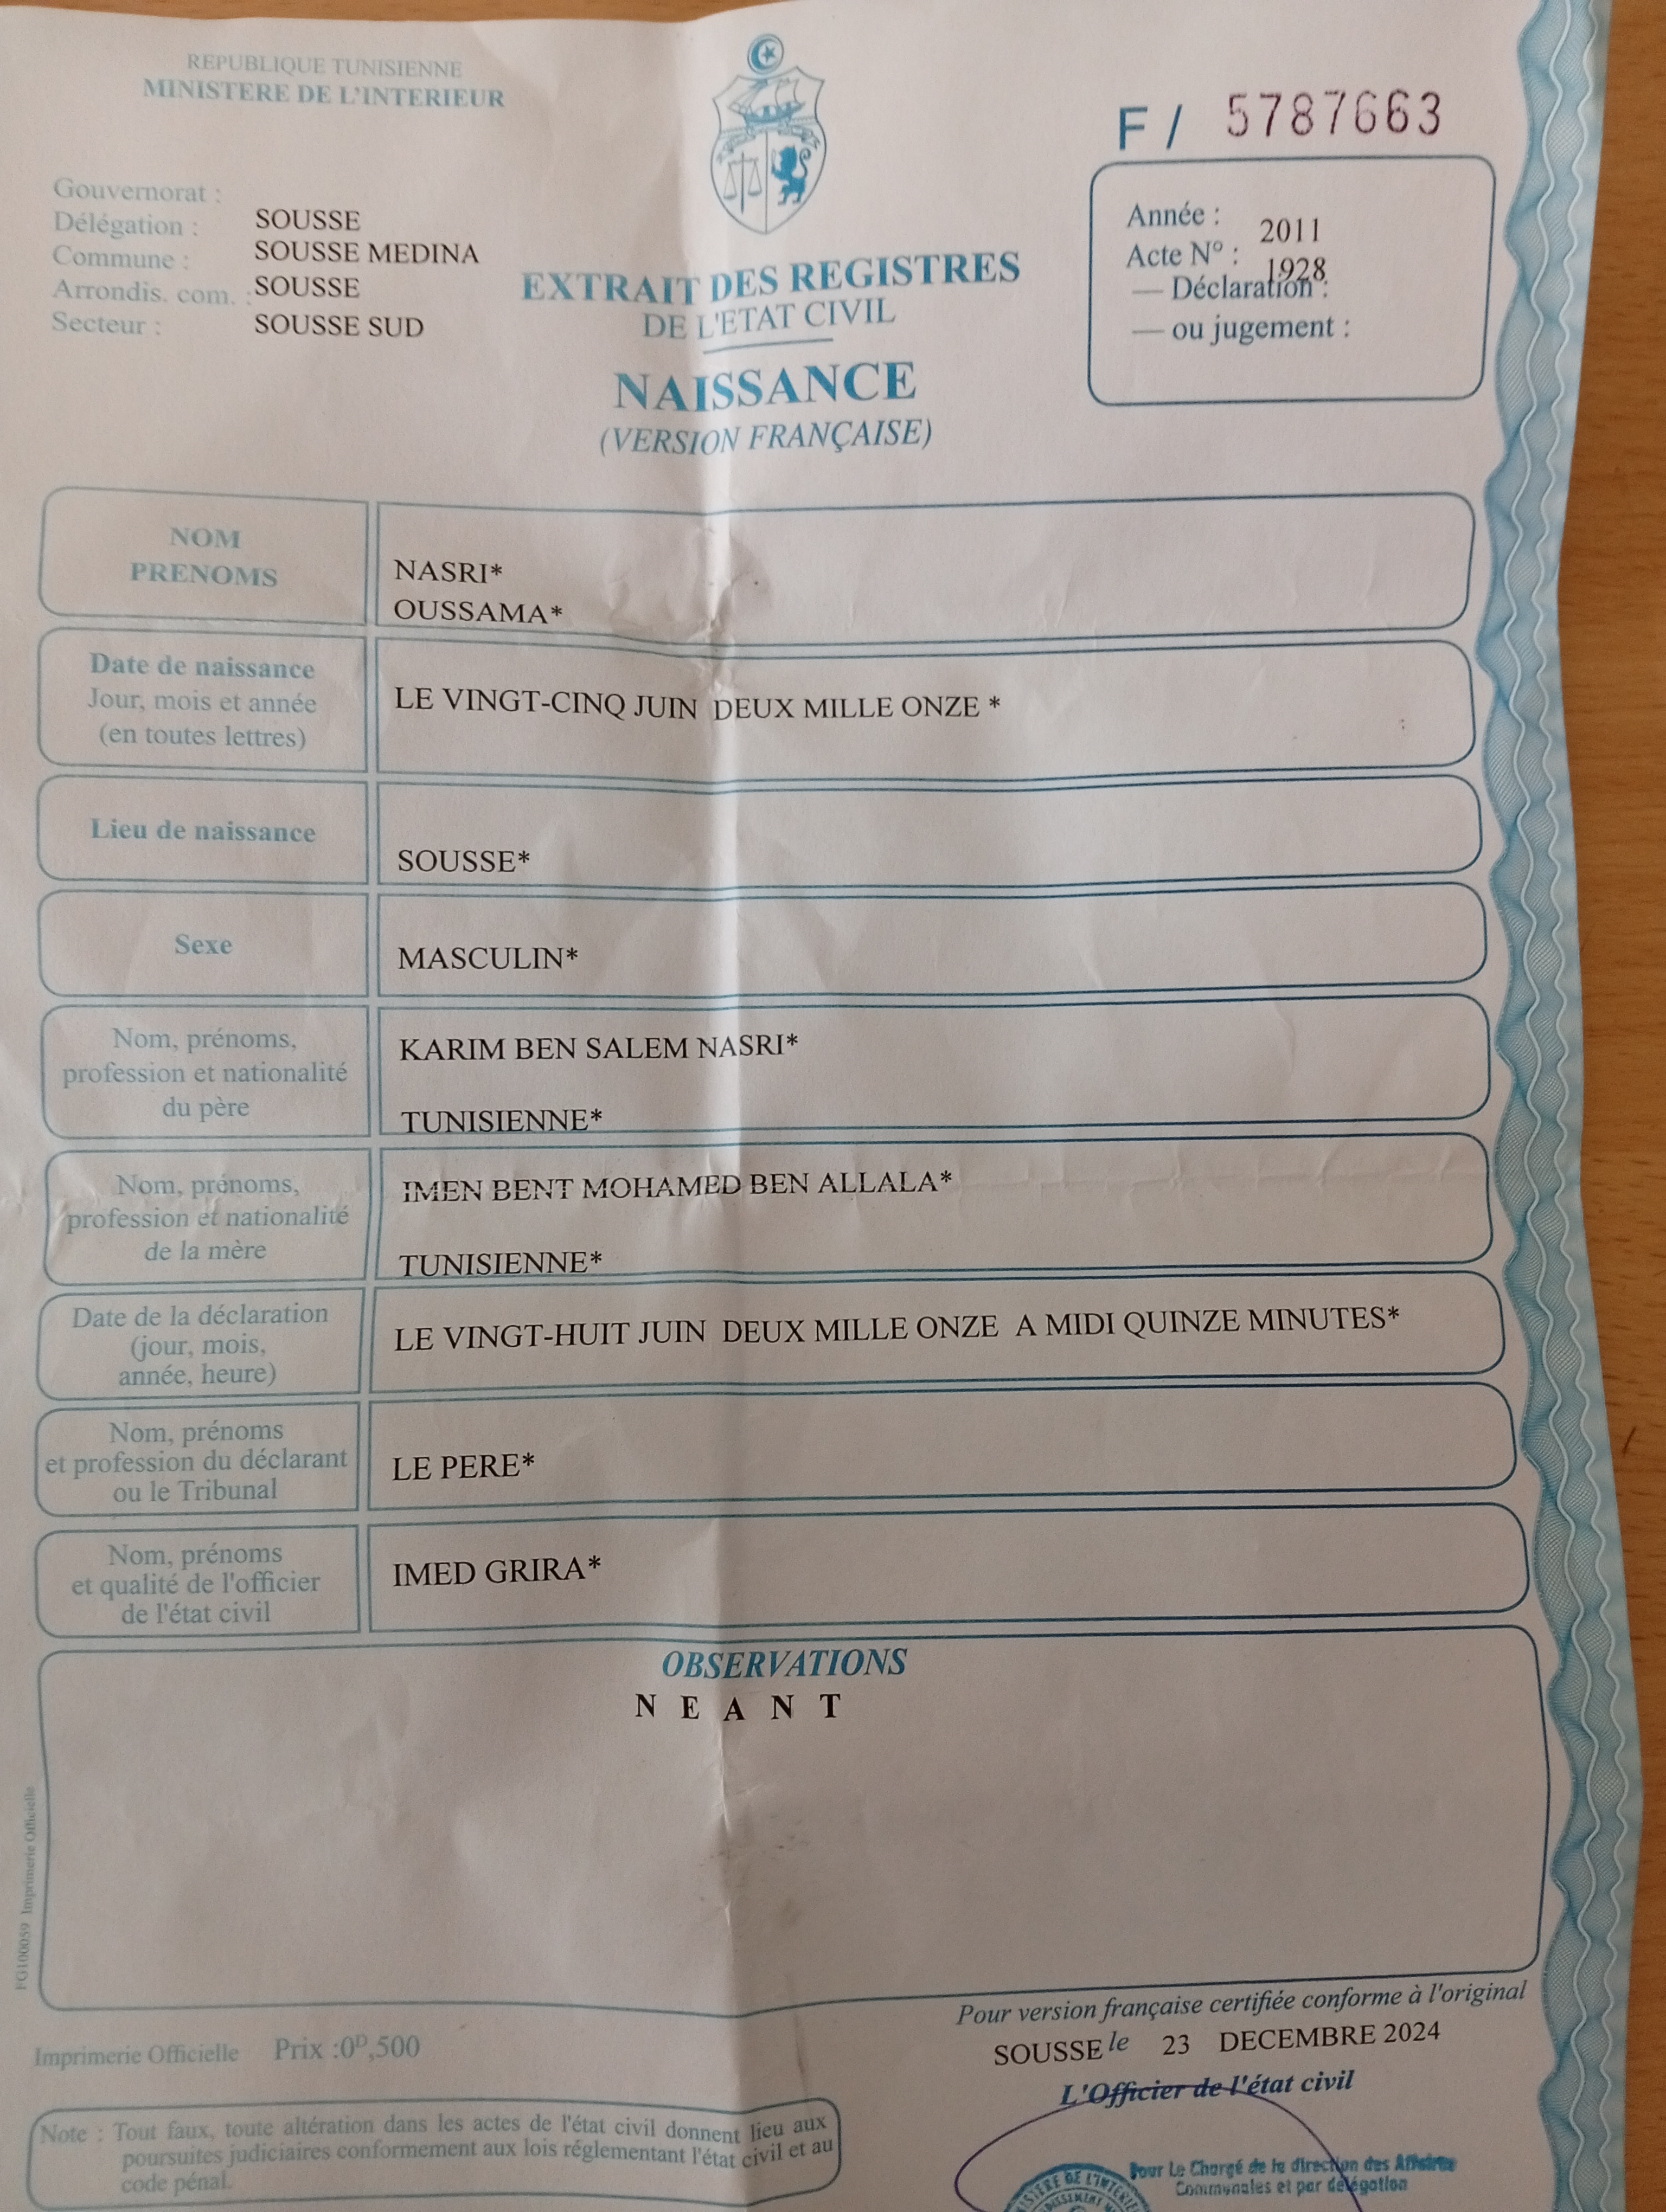 REPUBLIQUE TUNISIENNE
MINISTERE DE L'INTERIEUR
F / 5787663
Gouvernorat :
Délégation : SOUSSE
Commune : SOUSSE MEDINA
Arrondis. com. : SOUSSE
Secteur : SOUSSE SUD
EXTRAIT DES REGISTRES
DE L'ETAT CIVIL
NAISSANCE
(VERSION FRANÇAISE)
Année : 2011
Acte Nº : 1928
— Déclaration :
— ou jugement :
NOM
PRENOMS
NASRI*
OUSSAMA*
Date de naissance
Jour, mois et année
(en toutes lettres)
LE VINGT-CINQ JUIN DEUX MILLE ONZE *
Lieu de naissance
SOUSSE*
Sexe
MASCULIN*
Nom, prénoms,
profession et nationalité
du père
KARIM BEN SALEM NASRI*
TUNISIENNE*
Nom, prénoms,
profession et nationalité
de la mère
IMEN BENT MOHAMED BEN ALLALA*
TUNISIENNE*
Date de la déclaration
(jour, mois,
année, heure)
LE VINGT-HUIT JUIN DEUX MILLE ONZE A MIDI QUINZE MINUTES*
Nom, prénoms
et profession du déclarant
ou le Tribunal
LE PERE*
Nom, prénoms
et qualité de l'officier
de l'état civil
IMED GRIRA*
OBSERVATIONS
N E A N T
FG100059 Imprimerie Officielle
Pour version française certifiée conforme à l'original
SOUSSE le 23 DECEMBRE 2024
L'Officier de l'état civil
Imprimerie Officielle Prix :0ᴰ,500
Note : Tout faux, toute altération dans les actes de l'état civil donnent lieu aux
poursuites judiciaires conformement aux lois réglementant l'état civil et au
code pénal.
Pour Le Chargé de la direction des Affaires
Communales et par délégation